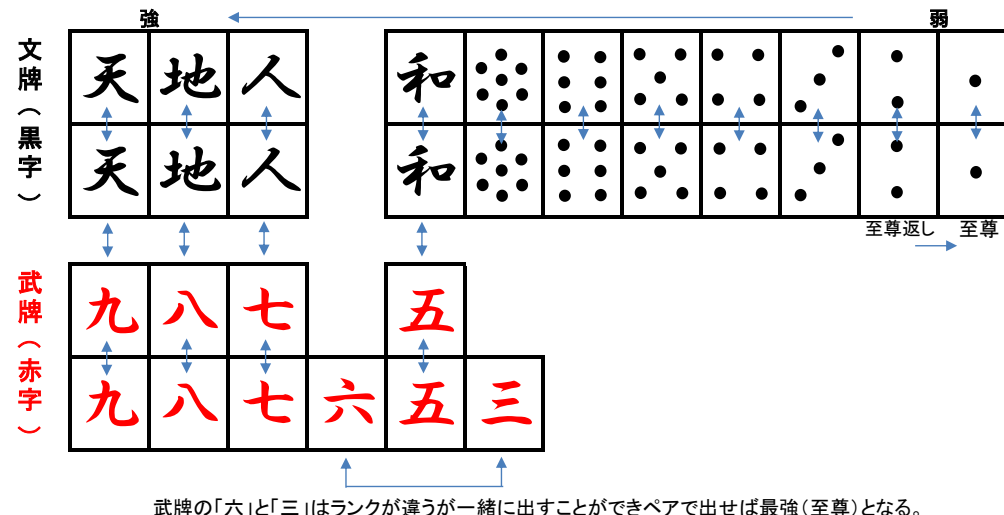 強 弱
文牌（黒字）
天 地 人 和
天 地 人 和
至尊返し 至尊
武牌（赤字）
九 八 七 五
九 八 七 六 五 三
武牌の「六」と「三」はランクが違うが一緒に出すことができペアで出せば最強（至尊）となる。